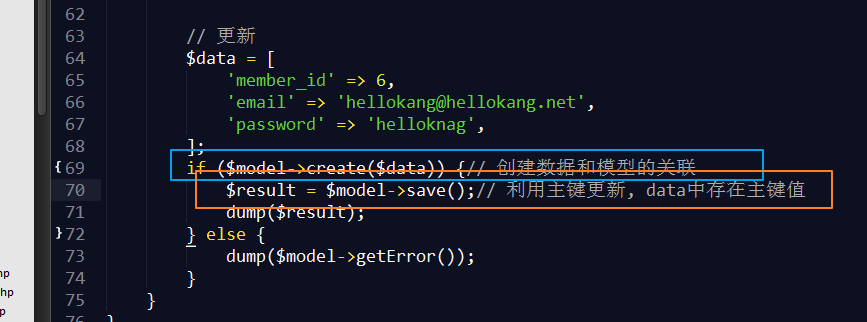 62
63 // 更新
64 $data = [
65 'member_id' => 6,
66 'email' => 'hellokang@hellokang.net',
67 'password' => 'helloknag',
68 ];
{69 if ($model->create($data)) {// 创建数据和模型的关联
70 $result = $model->save();// 利用主键更新, data中存在主键值
71 dump($result);
}72 } else {
73 dump($model->getError());
hp
74 }
hp
75 }
p
76 }